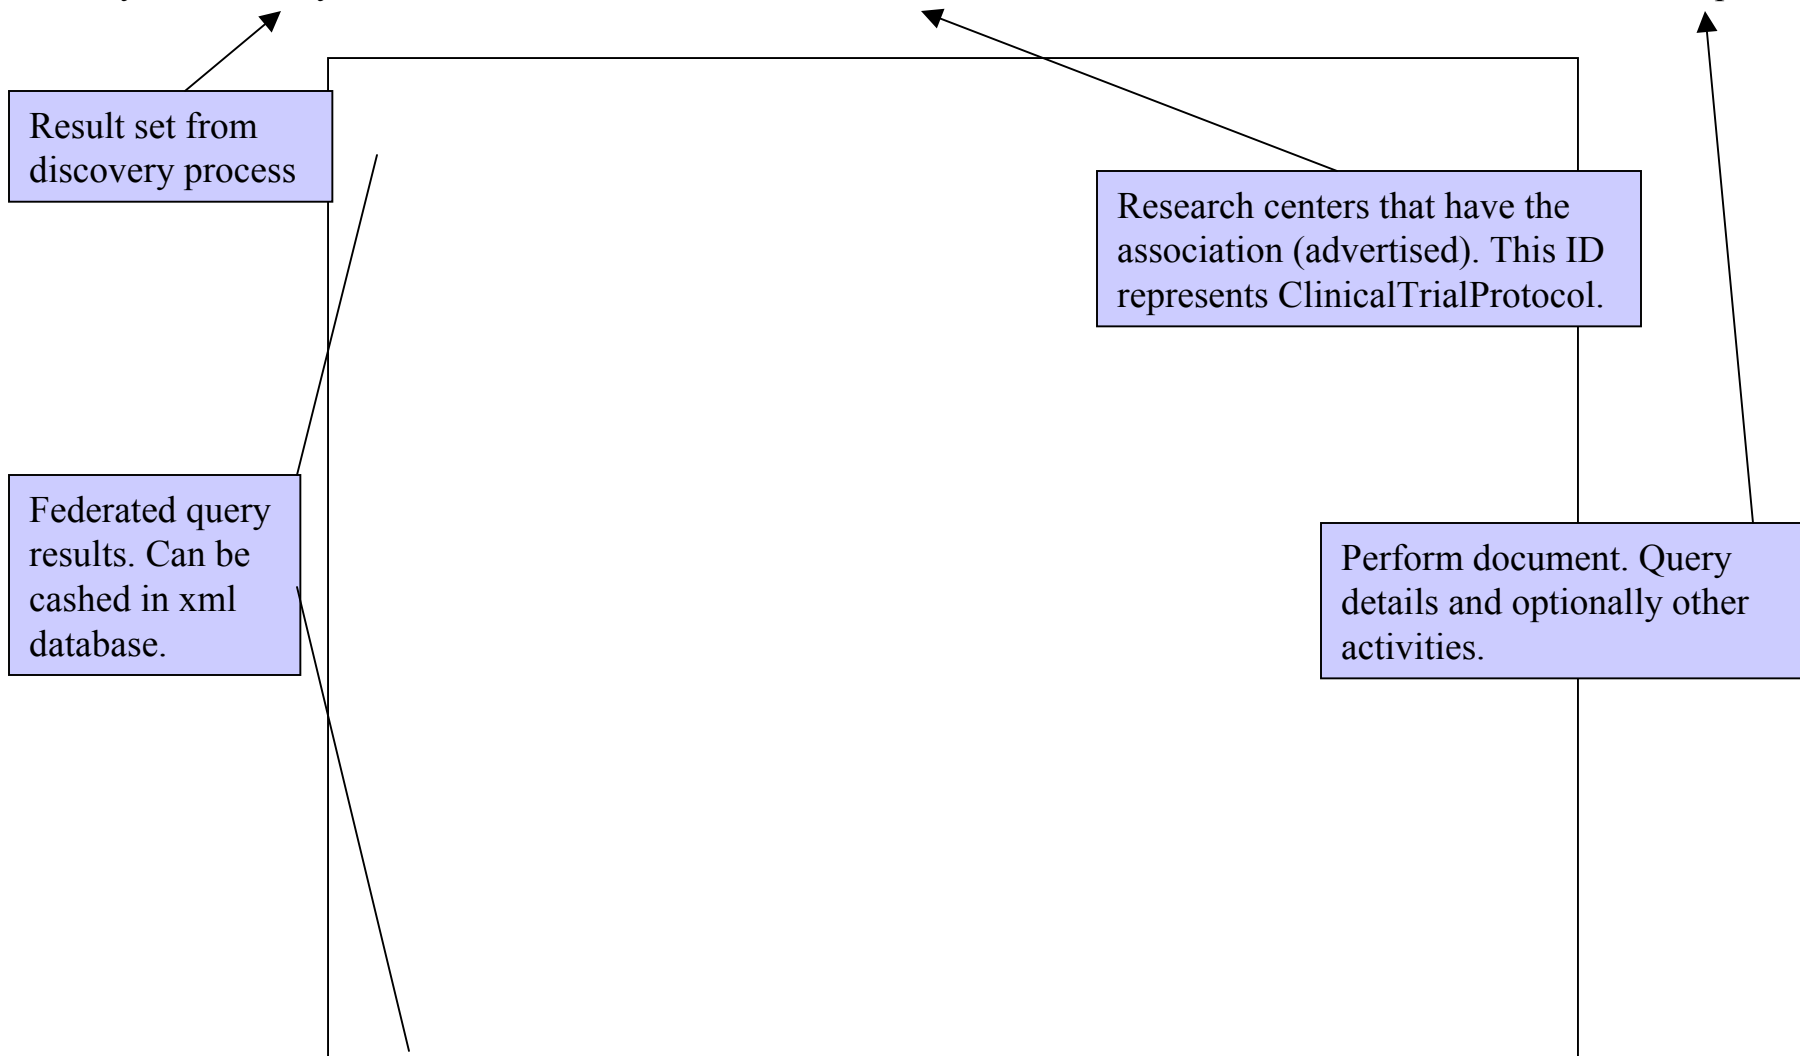 Result set from
discovery process
Research centers that have the
association (advertised). This ID
represents ClinicalTrialProtocol.
Federated query
results. Can be
cashed in xml
database.
Perform document. Query
details and optionally other
activities.